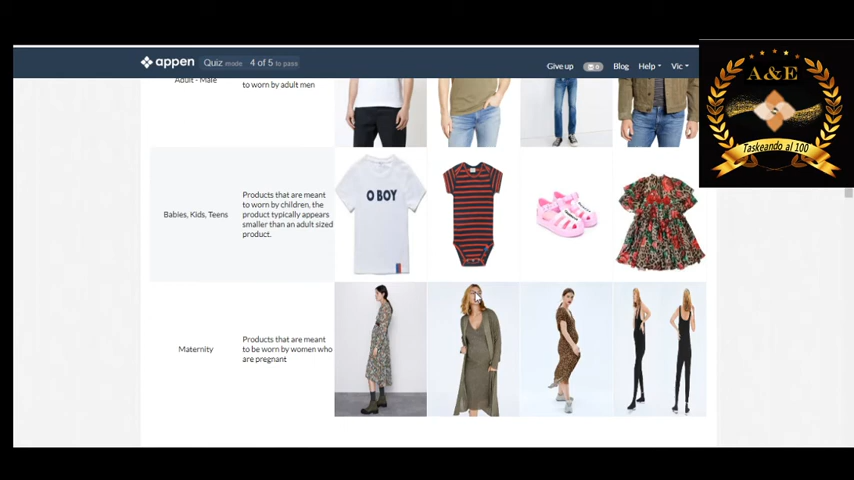 appen Quiz mode 4 of 5 to pass
Give up 0 Blog Help Vic
A&E
Taskeando al 100
Adult - Male
to worn by adult men
O BOY
Babies, Kids, Teens
Products that are meant
to worn by children, the
product typically appears
smaller than an adult sized
product.
Maternity
Products that are meant
to be worn by women who
are pregnant